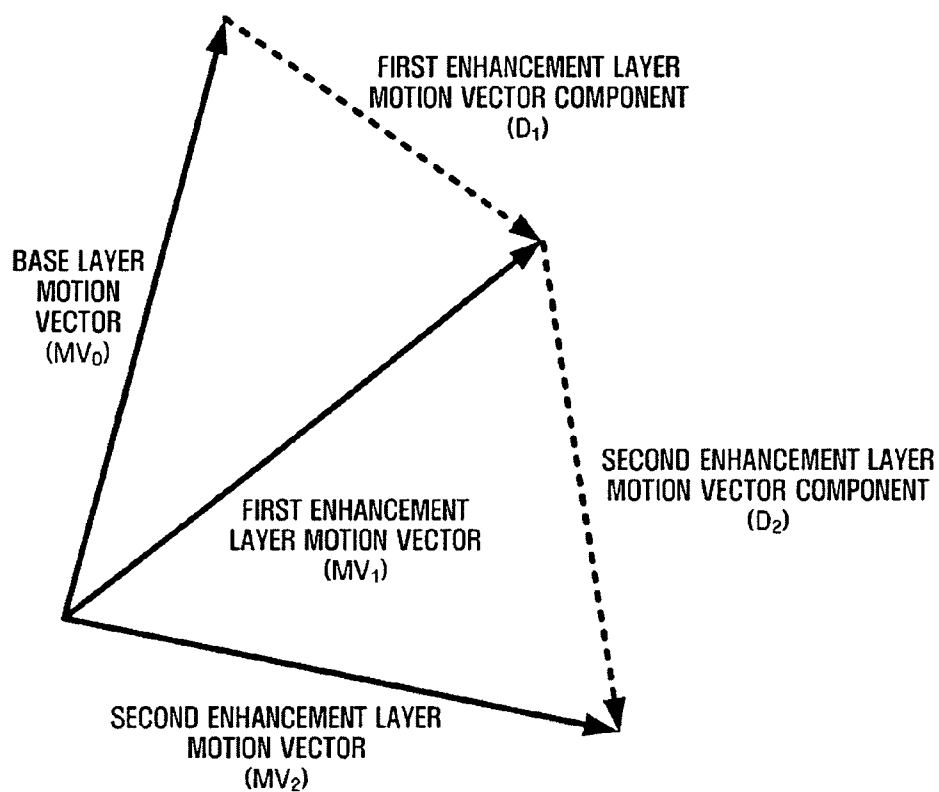 FIRST ENHANCEMENT LAYER
MOTION VECTOR COMPONENT
(D₁)
BASE LAYER
MOTION
VECTOR
(MV₀)
SECOND ENHANCEMENT LAYER
MOTION VECTOR COMPONENT
(D₂)
FIRST ENHANCEMENT
LAYER MOTION VECTOR
(MV₁)
SECOND ENHANCEMENT LAYER
MOTION VECTOR
(MV₂)